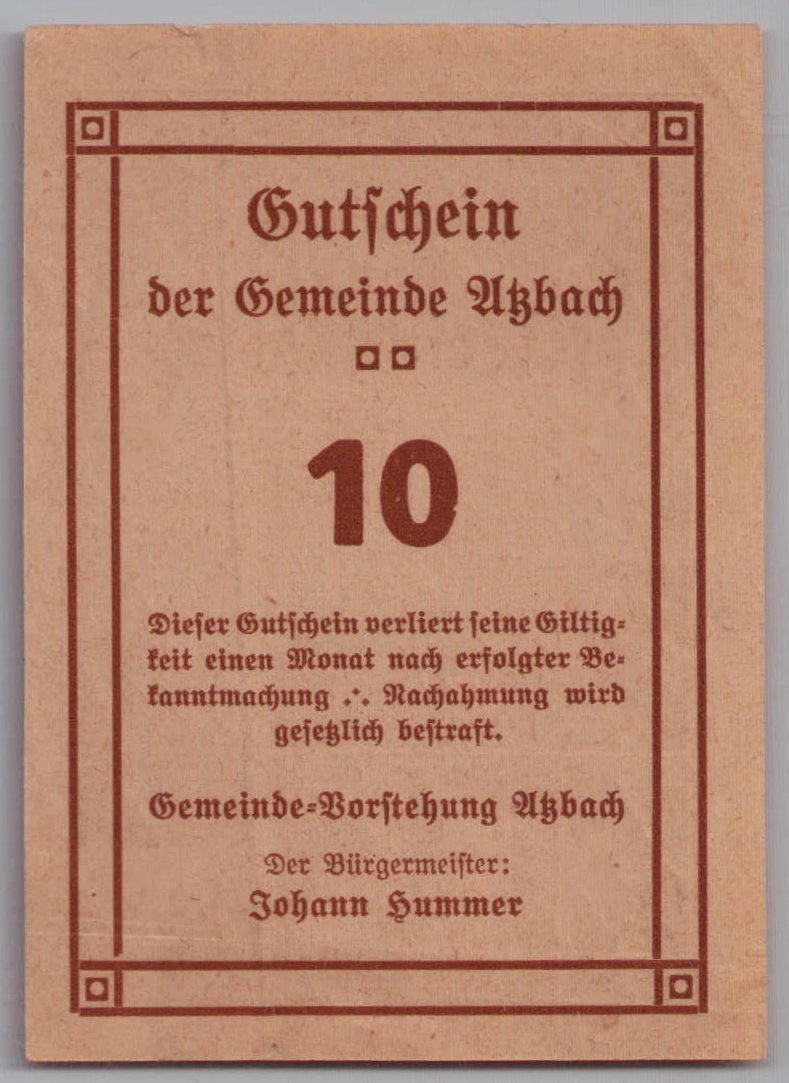 Gutschein
der Gemeinde Atzbach
10
Dieser Gutschein verliert seine Giltig-
keit einen Monat nach erfolgter Be-
kanntmachung ∴ Nachahmung wird
gesetzlich bestraft.
Gemeinde-Vorstehung Atzbach
Der Bürgermeister:
Johann Hummer